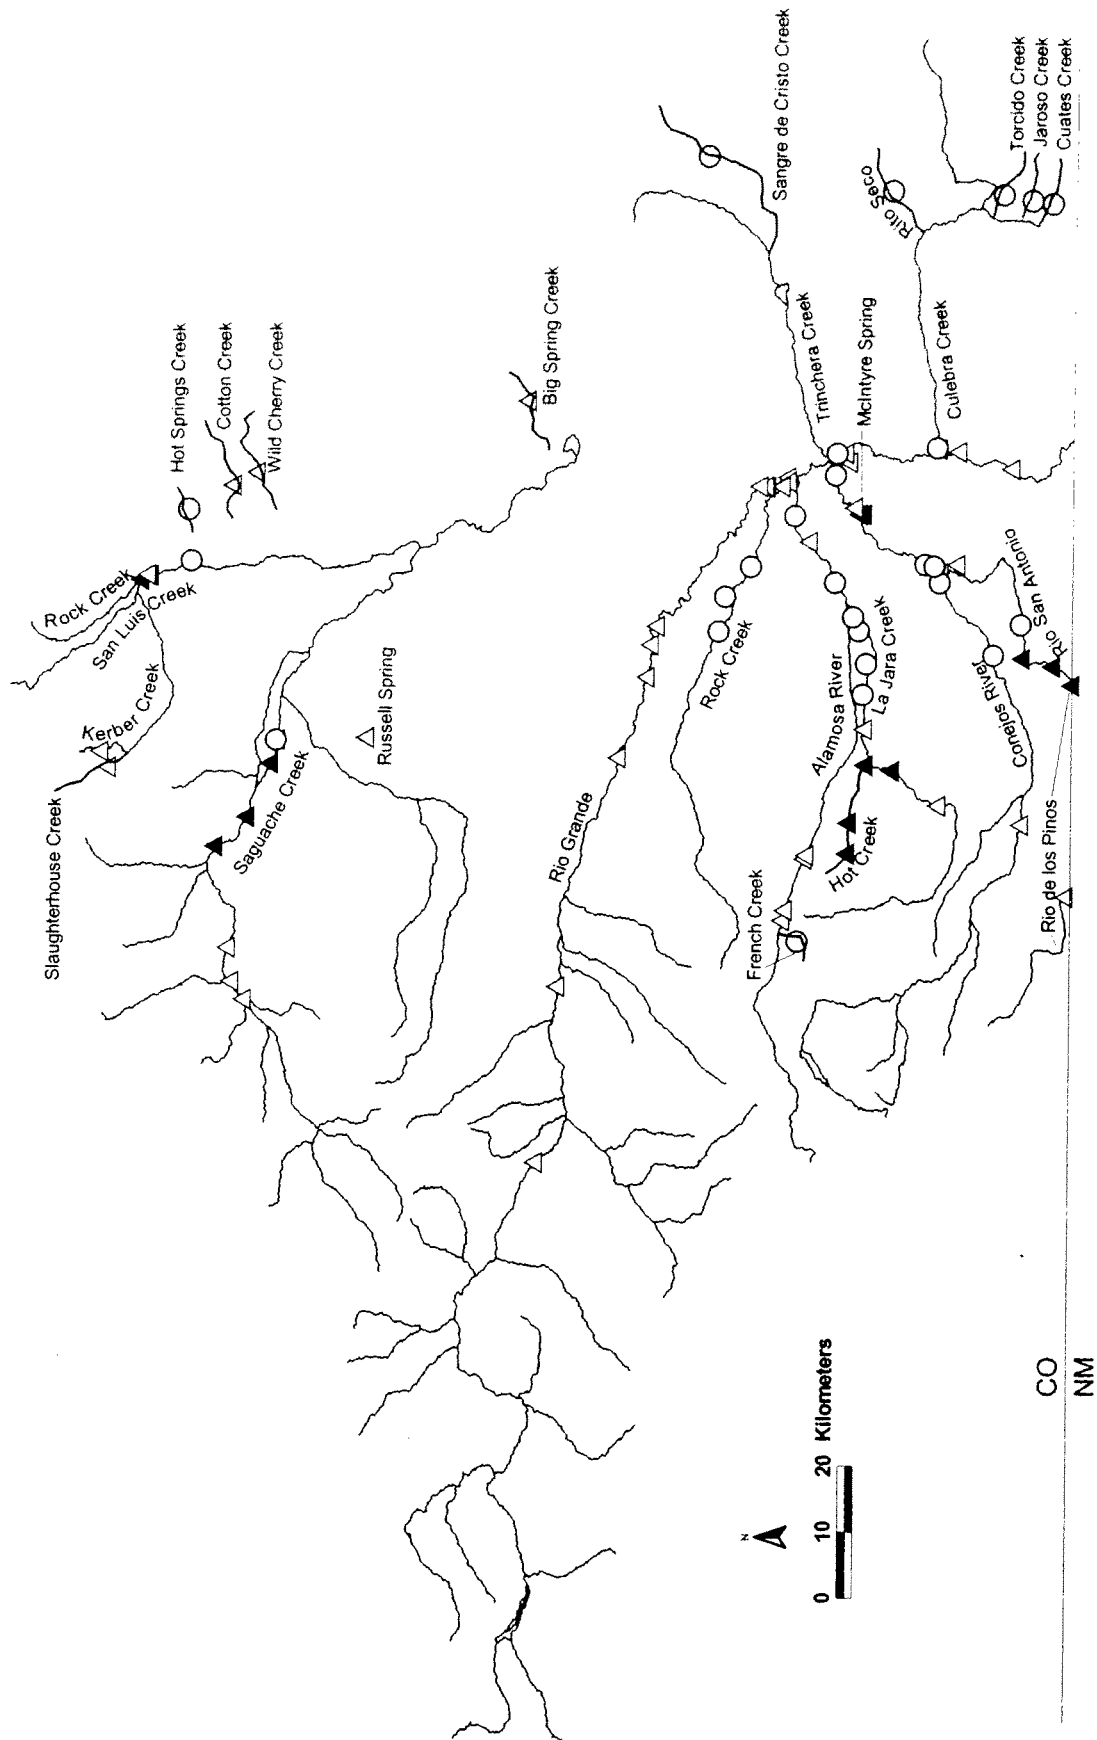 Slaughterhouse Creek
Kerber Creek
San Luis Creek
Rock Creek
Hot Springs Creek
Cotton Creek
Wild Cherry Creek
Saguache Creek
Russell Spring
Big Spring Creek
Rio Grande
Rock Creek
Sangre de Cristo Creek
Trinchera Creek
McIntyre Spring
French Creek
Alamosa River
La Jara Creek
Hot Creek
Rito Seco
Culebra Creek
Torcido Creek
Jaroso Creek
Cuates Creek
Conejos River
Rio San Antonio
Rio de los Pinos
N
0 10 20 Kilometers
CO
NM